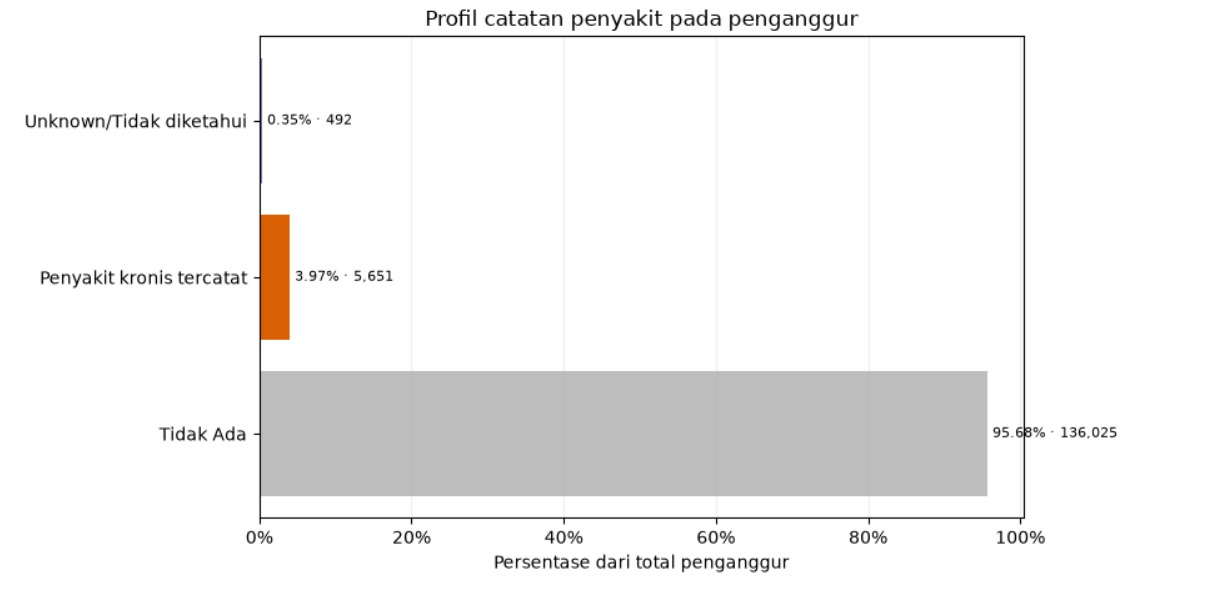 Profil catatan penyakit pada penganggur
Unknown/Tidak diketahui
0.35% · 492
Penyakit kronis tercatat
3.97% · 5,651
Tidak Ada
95.68% · 136,025
0%
20%
40%
60%
80%
100%
Persentase dari total penganggur